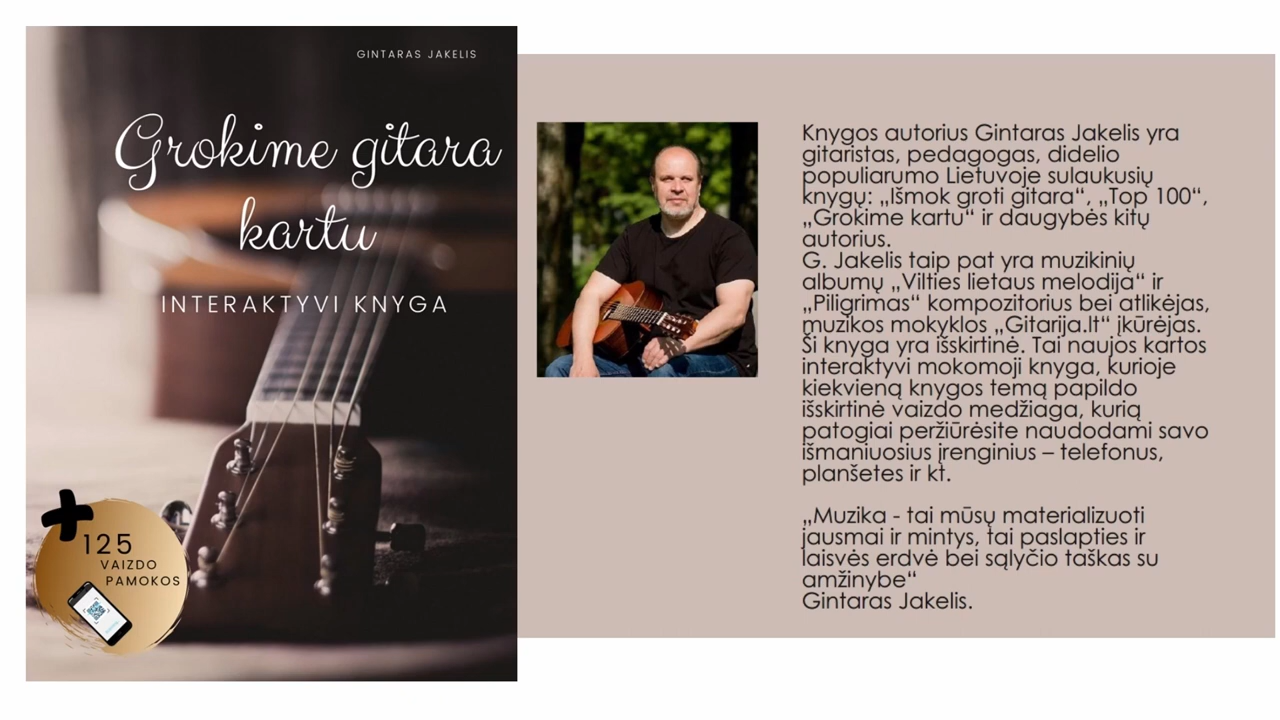 GINTARAS JAKELIS
Grokime gitara
kartu
INTERAKTYVI KNYGA
125
VAIZDO
PAMOKOS
Knygos autorius Gintaras Jakelis yra
gitaristas, pedagogas, didelio
populiarumo Lietuvoje sulaukusių
knygų: „Išmok groti gitara“, „Top 100“,
„Grokime kartu“ ir daugybės kitų
autorius.
G. Jakelis taip pat yra muzikinių
albumų „Vilties lietaus melodija“ ir
„Piligrimas“ kompozitorius bei atlikėjas,
muzikos mokyklos „Gitarija.lt“ įkūrėjas.
Ši knyga yra išskirtinė. Tai naujos kartos
interaktyvi mokomoji knyga, kurioje
kiekvieną knygos temą papildo
išskirtinė vaizdo medžiaga, kurią
patogiai peržiūrėsite naudodami savo
išmaniuosius įrenginius – telefonus,
planšetes ir kt.
„Muzika - tai mūsų materializuoti
jausmai ir mintys, tai paslapties ir
laisvės erdvė bei sąlyčio taškas su
amžinybe“
Gintaras Jakelis.